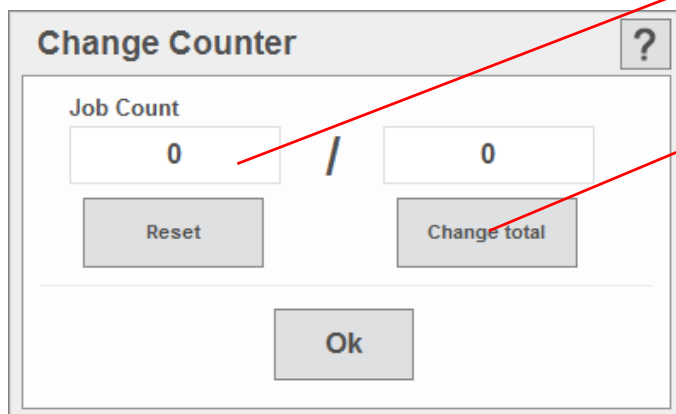 Change Counter ?
Job Count
0 / 0
Reset Change total
Ok